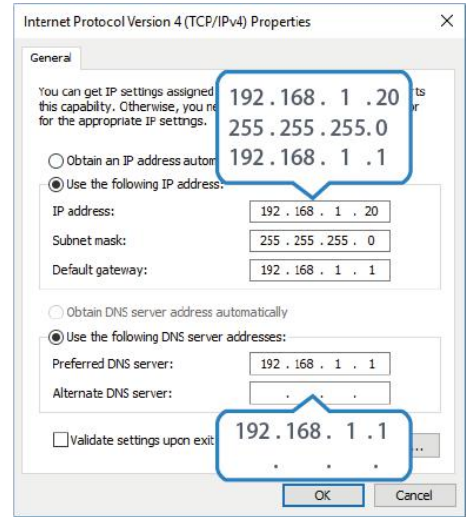 Internet Protocol Version 4 (TCP/IPv4) Properties
General
You can get IP settings assigned
this capability. Otherwise, you
for the appropriate IP settings.
192.168. 1 .20
255.255.255.0
192.168. 1 .1
Obtain an IP address
Use the following IP address:
IP address: 192 . 168 . 1 . 20
Subnet mask: 255 . 255 . 255 . 0
Default gateway: 192 . 168 . 1 . 1
Obtain DNS server address automatically
Use the following DNS server addresses:
Preferred DNS server: 192 . 168 . 1 . 1
Alternate DNS server: . . .
192.168. 1 .1
. . .
Validate settings upon exit
...
OK Cancel